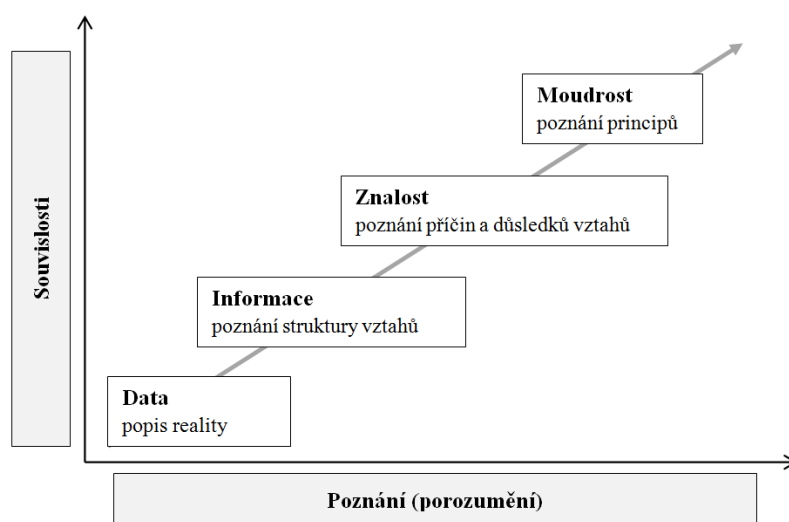 Moudrost
poznání principů
Znalost
poznání příčin a důsledků vztahů
Informace
poznání struktury vztahů
Data
popis reality
Souvislosti
Poznání (porozumění)